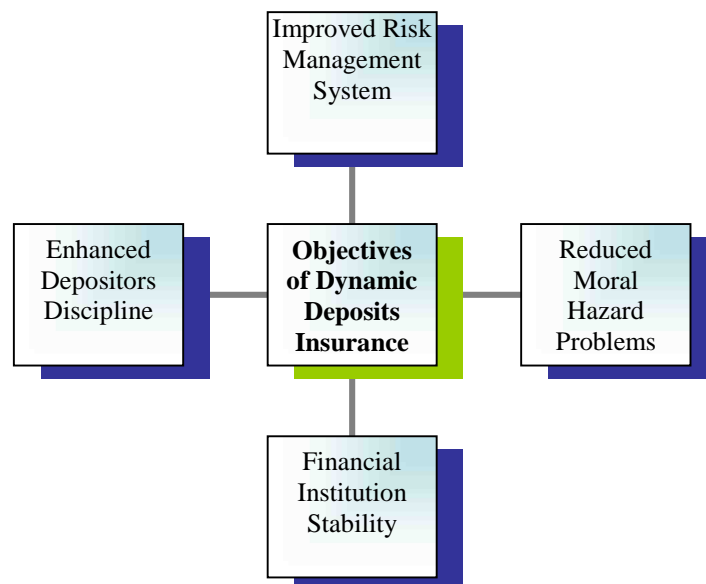 Improved Risk
Management
System
Enhanced
Depositors
Discipline
Objectives
of Dynamic
Deposits
Insurance
Reduced
Moral
Hazard
Problems
Financial
Institution
Stability